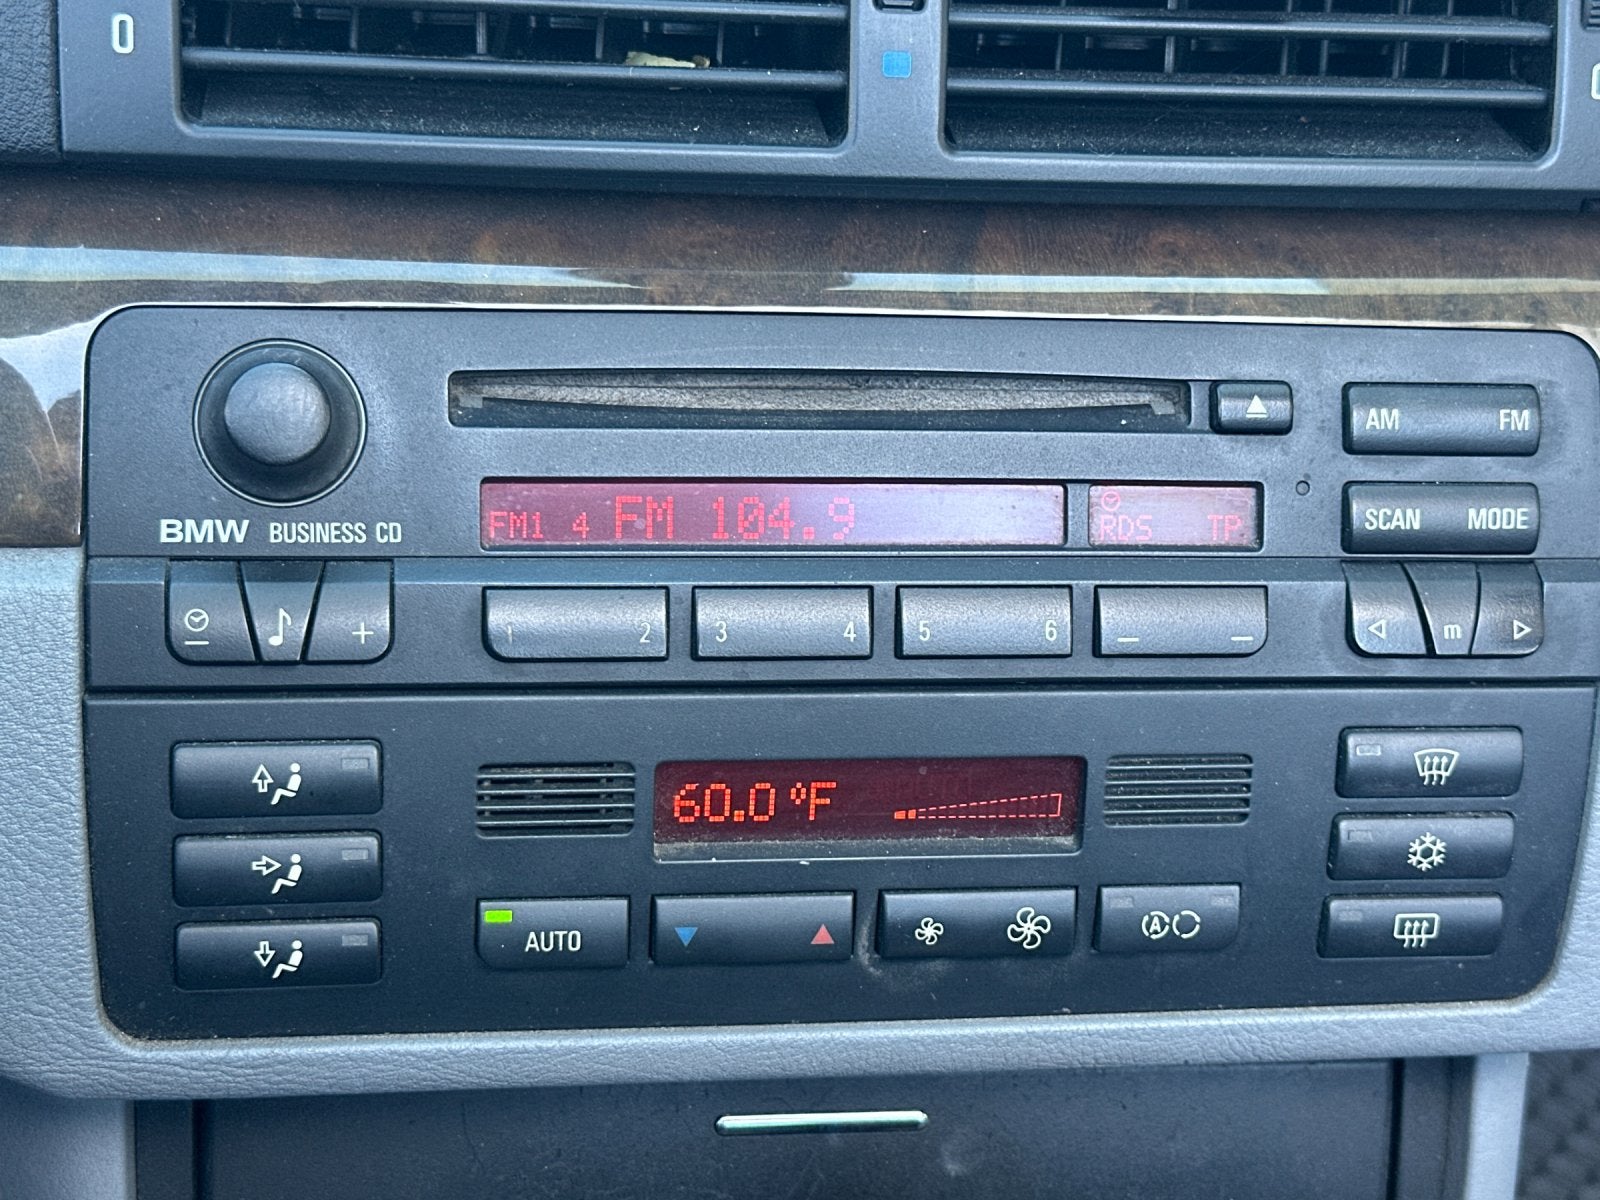 0
AM FM
FM1 4 FM 104.9
RDS TP
SCAN MODE
BMW BUSINESS CD
1 2 3 4 5 6
m
60.0 °F
AUTO
A